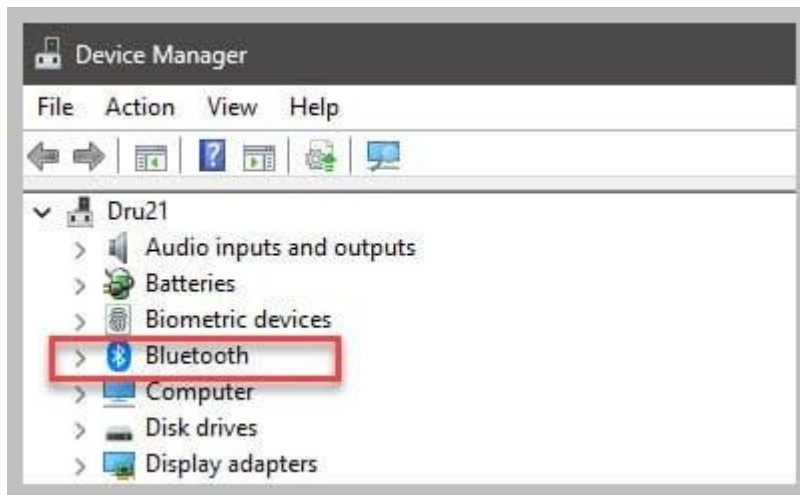 Device Manager
File Action View Help
Dru21
Audio inputs and outputs
Batteries
Biometric devices
Bluetooth
Computer
Disk drives
Display adapters